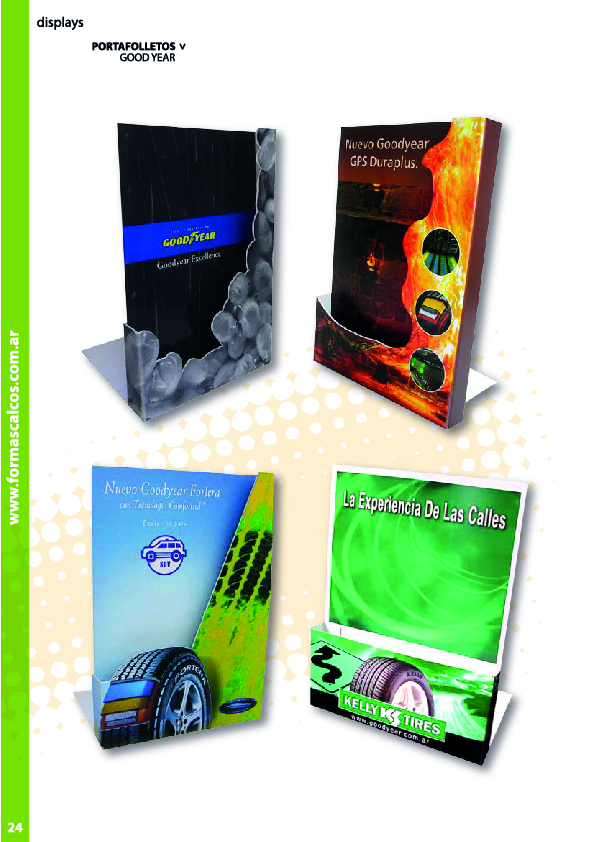 displays
PORTAFOLLETOS v
GOOD YEAR
GOODYEAR
Goodyear Excellence
Nuevo Goodyear
GPS Duraplus.
Nuevo Goodyear Fortera
con Tecnología Comfortred
SUV
FORTERA
La Experiencia De Las Calles
KELLY TIRES
www.goodyear.com.ar
www.formascalcos.com.ar
24